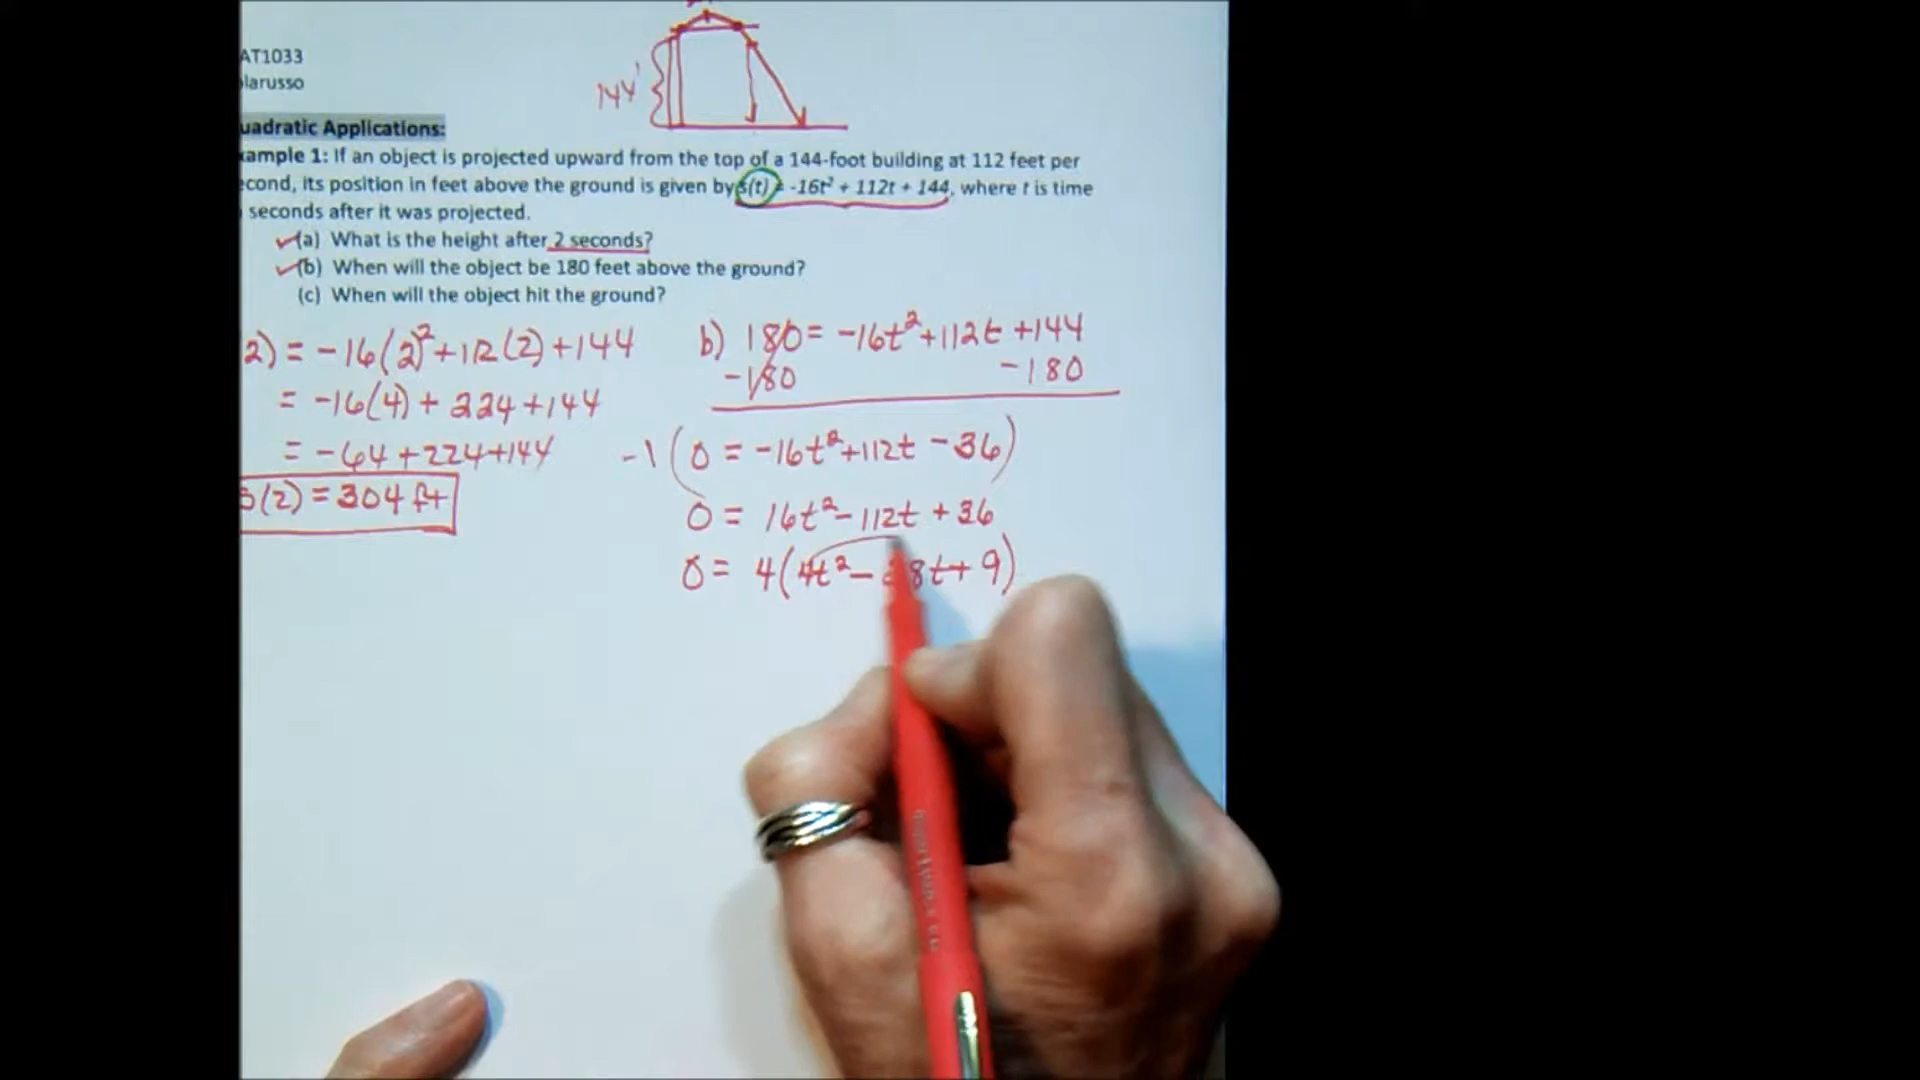 AT1033
larusso
144'
uadratic Applications:
ample 1: If an object is projected upward from the top of a 144-foot building at 112 feet per
cond, its position in feet above the ground is given by s(t) = -16t² + 112t + 144, where t is time
seconds after it was projected.
(a) What is the height after 2 seconds?
(b) When will the object be 180 feet above the ground?
(c) When will the object hit the ground?
2) = -16(2)² + 112(2) + 144
= -16(4) + 224 + 144
= -64 + 224 + 144
S(2) = 304 ft
b) 180 = -16t² + 112t + 144
-180 -180
-1(0 = -16t² + 112t - 36)
0 = 16t² - 112t + 36
0 = 4(4t² - 28t + 9)